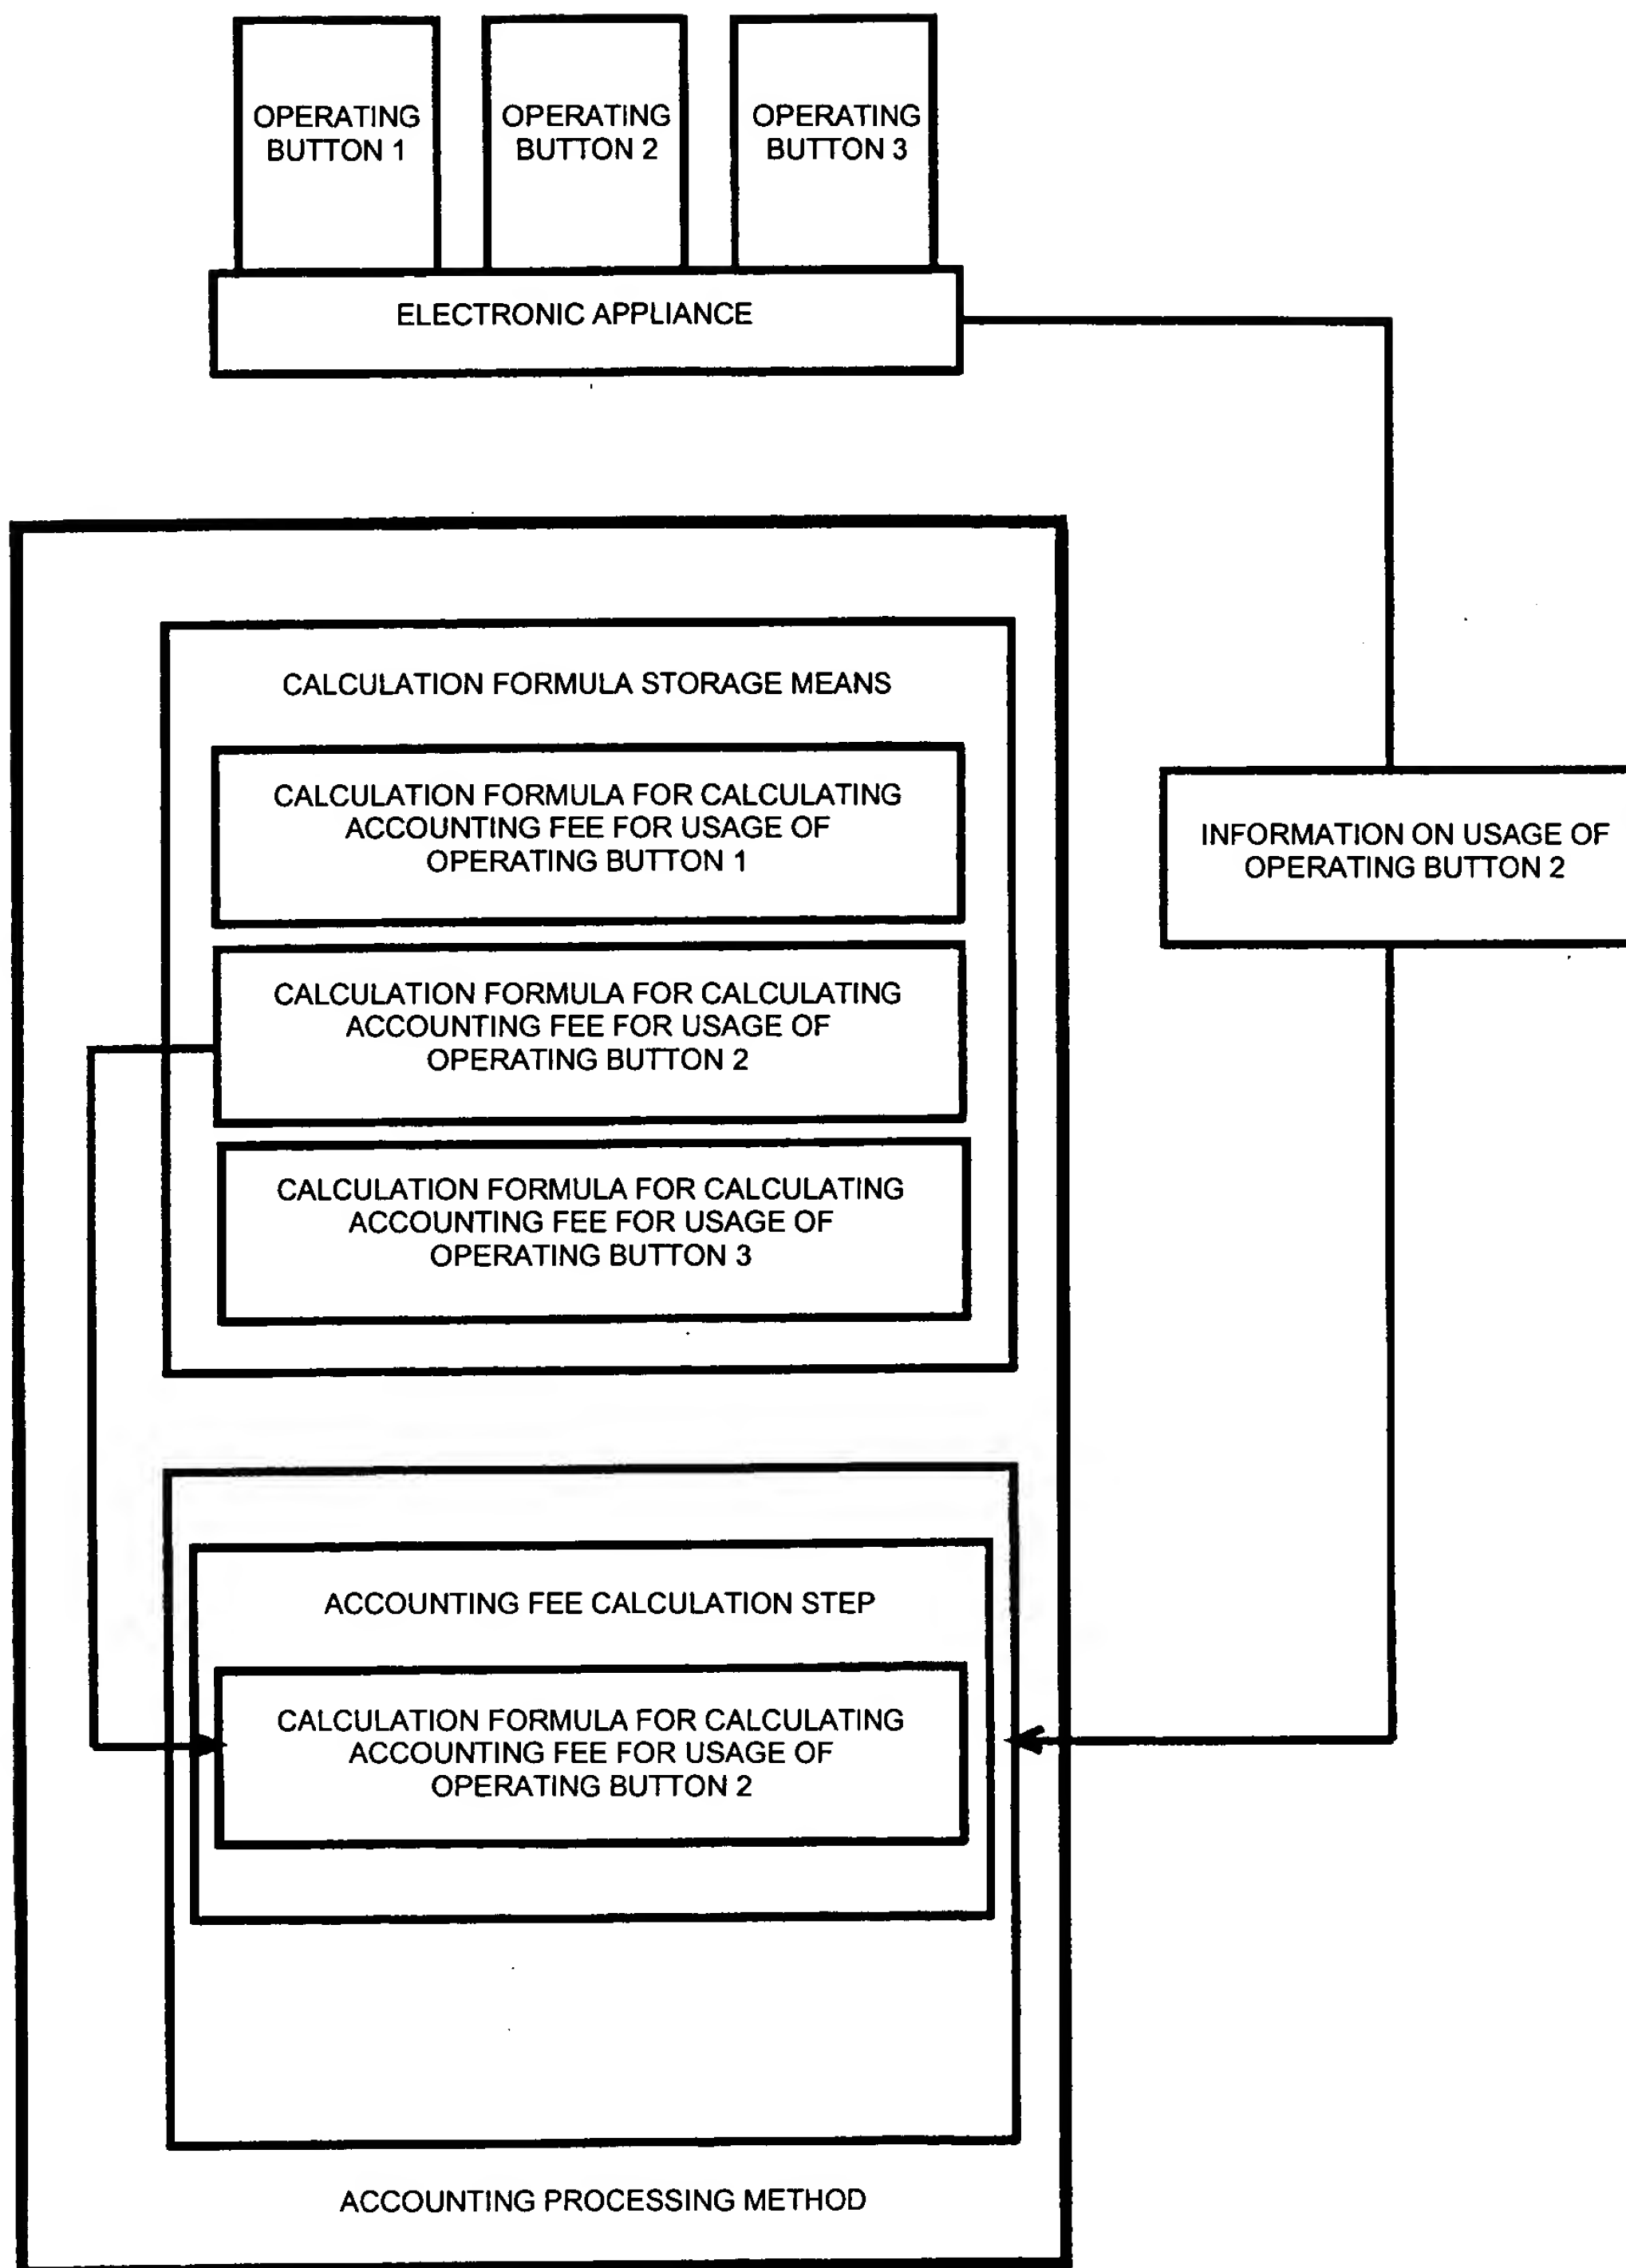 OPERATING
BUTTON 1
OPERATING
BUTTON 2
OPERATING
BUTTON 3
ELECTRONIC APPLIANCE
CALCULATION FORMULA STORAGE MEANS
CALCULATION FORMULA FOR CALCULATING
ACCOUNTING FEE FOR USAGE OF
OPERATING BUTTON 1
INFORMATION ON USAGE OF
OPERATING BUTTON 2
CALCULATION FORMULA FOR CALCULATING
ACCOUNTING FEE FOR USAGE OF
OPERATING BUTTON 2
CALCULATION FORMULA FOR CALCULATING
ACCOUNTING FEE FOR USAGE OF
OPERATING BUTTON 3
ACCOUNTING FEE CALCULATION STEP
CALCULATION FORMULA FOR CALCULATING
ACCOUNTING FEE FOR USAGE OF
OPERATING BUTTON 2
ACCOUNTING PROCESSING METHOD